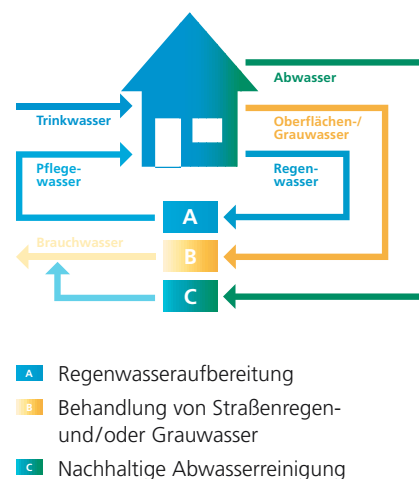 Abwasser
Trinkwasser
Oberflächen-/
Grauwasser
Pflege-
wasser
Regen-
wasser
A
Brauchwasser
B
C
A Regenwasseraufbereitung
B Behandlung von Straßenregen-
und/oder Grauwasser
C Nachhaltige Abwasserreinigung